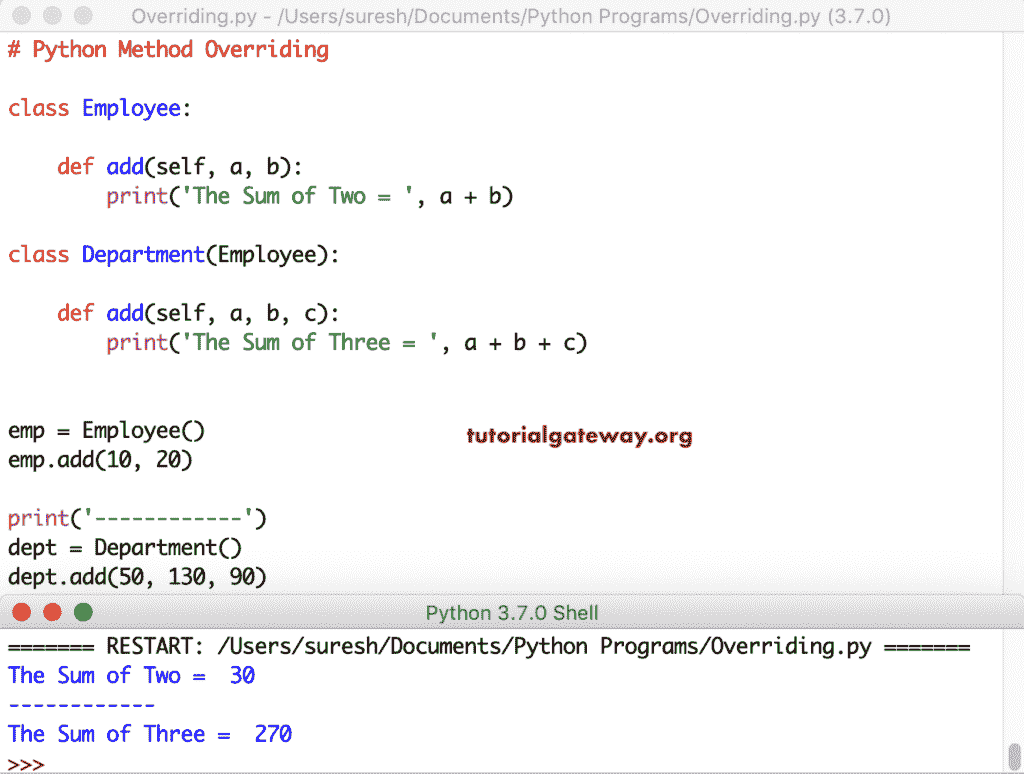 Overriding.py - /Users/suresh/Documents/Python Programs/Overriding.py (3.7.0)
# Python Method Overriding
class Employee:
    def add(self, a, b):
        print('The Sum of Two = ', a + b)
class Department(Employee):
    def add(self, a, b, c):
        print('The Sum of Three = ', a + b + c)
emp = Employee()
tutorialgateway.org
emp.add(10, 20)
print('------------')
dept = Department()
dept.add(50, 130, 90)
Python 3.7.0 Shell
======= RESTART: /Users/suresh/Documents/Python Programs/Overriding.py =======
The Sum of Two =  30
------------
The Sum of Three =  270
>>>